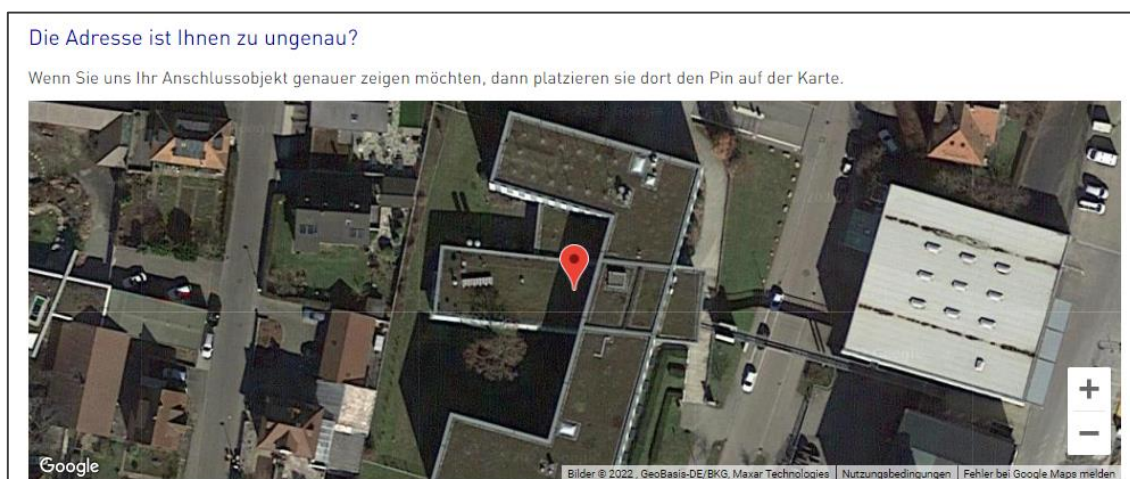 Die Adresse ist Ihnen zu ungenau?
Wenn Sie uns Ihr Anschlussobjekt genauer zeigen möchten, dann platzieren sie dort den Pin auf der Karte.
+
−
Google
Bilder © 2022 , GeoBasis-DE/BKG, Maxar Technologies Nutzungsbedingungen Fehler bei Google Maps melden